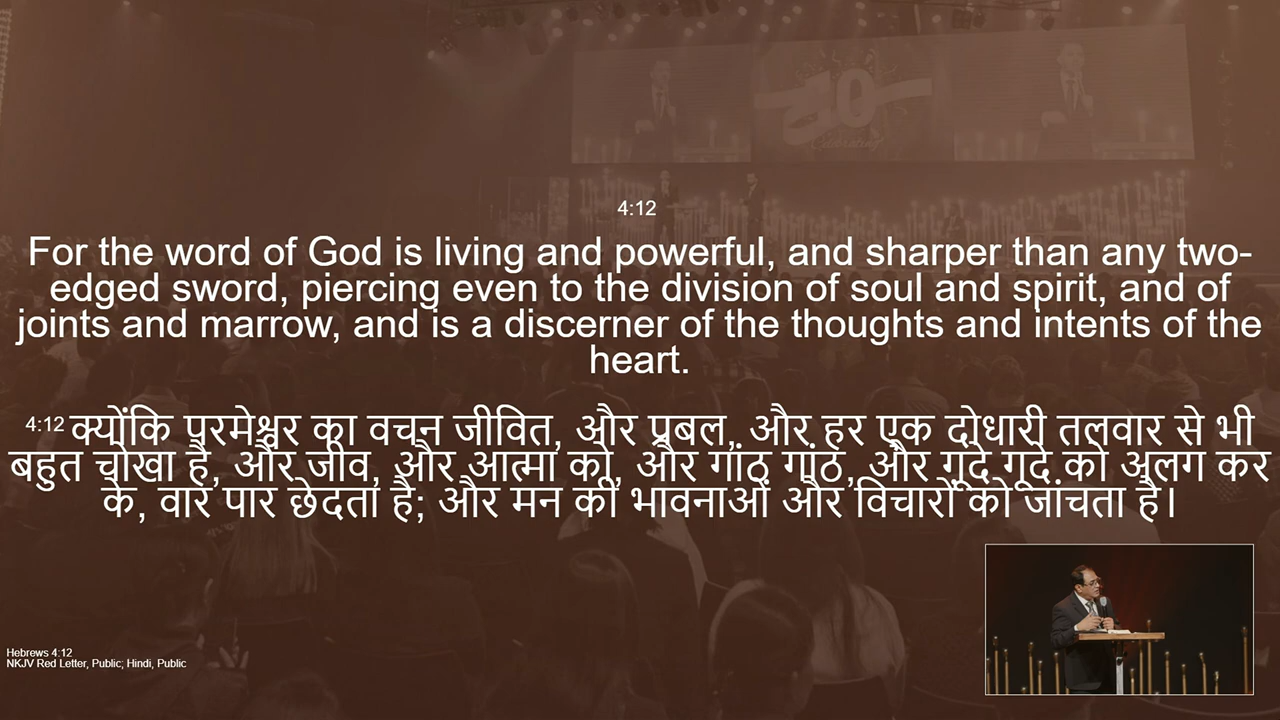 40
Celebrating
4:12
For the word of God is living and powerful, and sharper than any two-
edged sword, piercing even to the division of soul and spirit, and of
joints and marrow, and is a discerner of the thoughts and intents of the
heart.
4:12 क्योंकि परमेश्वर का वचन जीवित, और प्रबल, और हर एक दोधारी तलवार से भी
बहुत चोखा है, और जीव, और आत्मा को, और गांठ गांठ, और गूदे गूदे को अलग कर
के, वार पार छेदता है; और मन की भावनाओं और विचारों को जांचता है।
Hebrews 4:12
NKJV Red Letter, Public; Hindi, Public